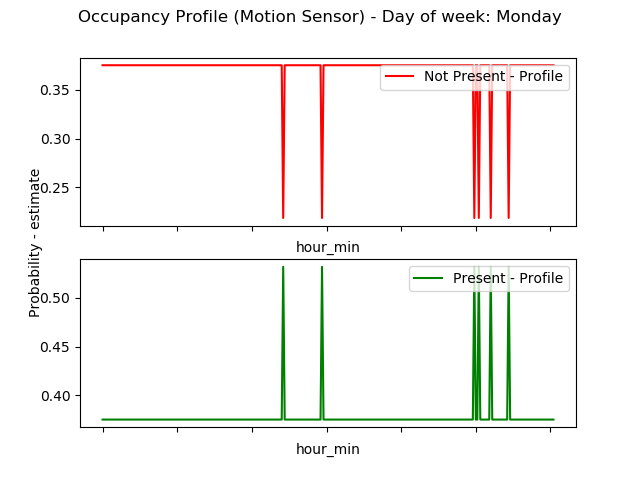 Occupancy Profile (Motion Sensor) - Day of week: Monday
Probability - estimate
Not Present - Profile
0.35
0.30
0.25
hour_min
Present - Profile
0.50
0.45
0.40
hour_min